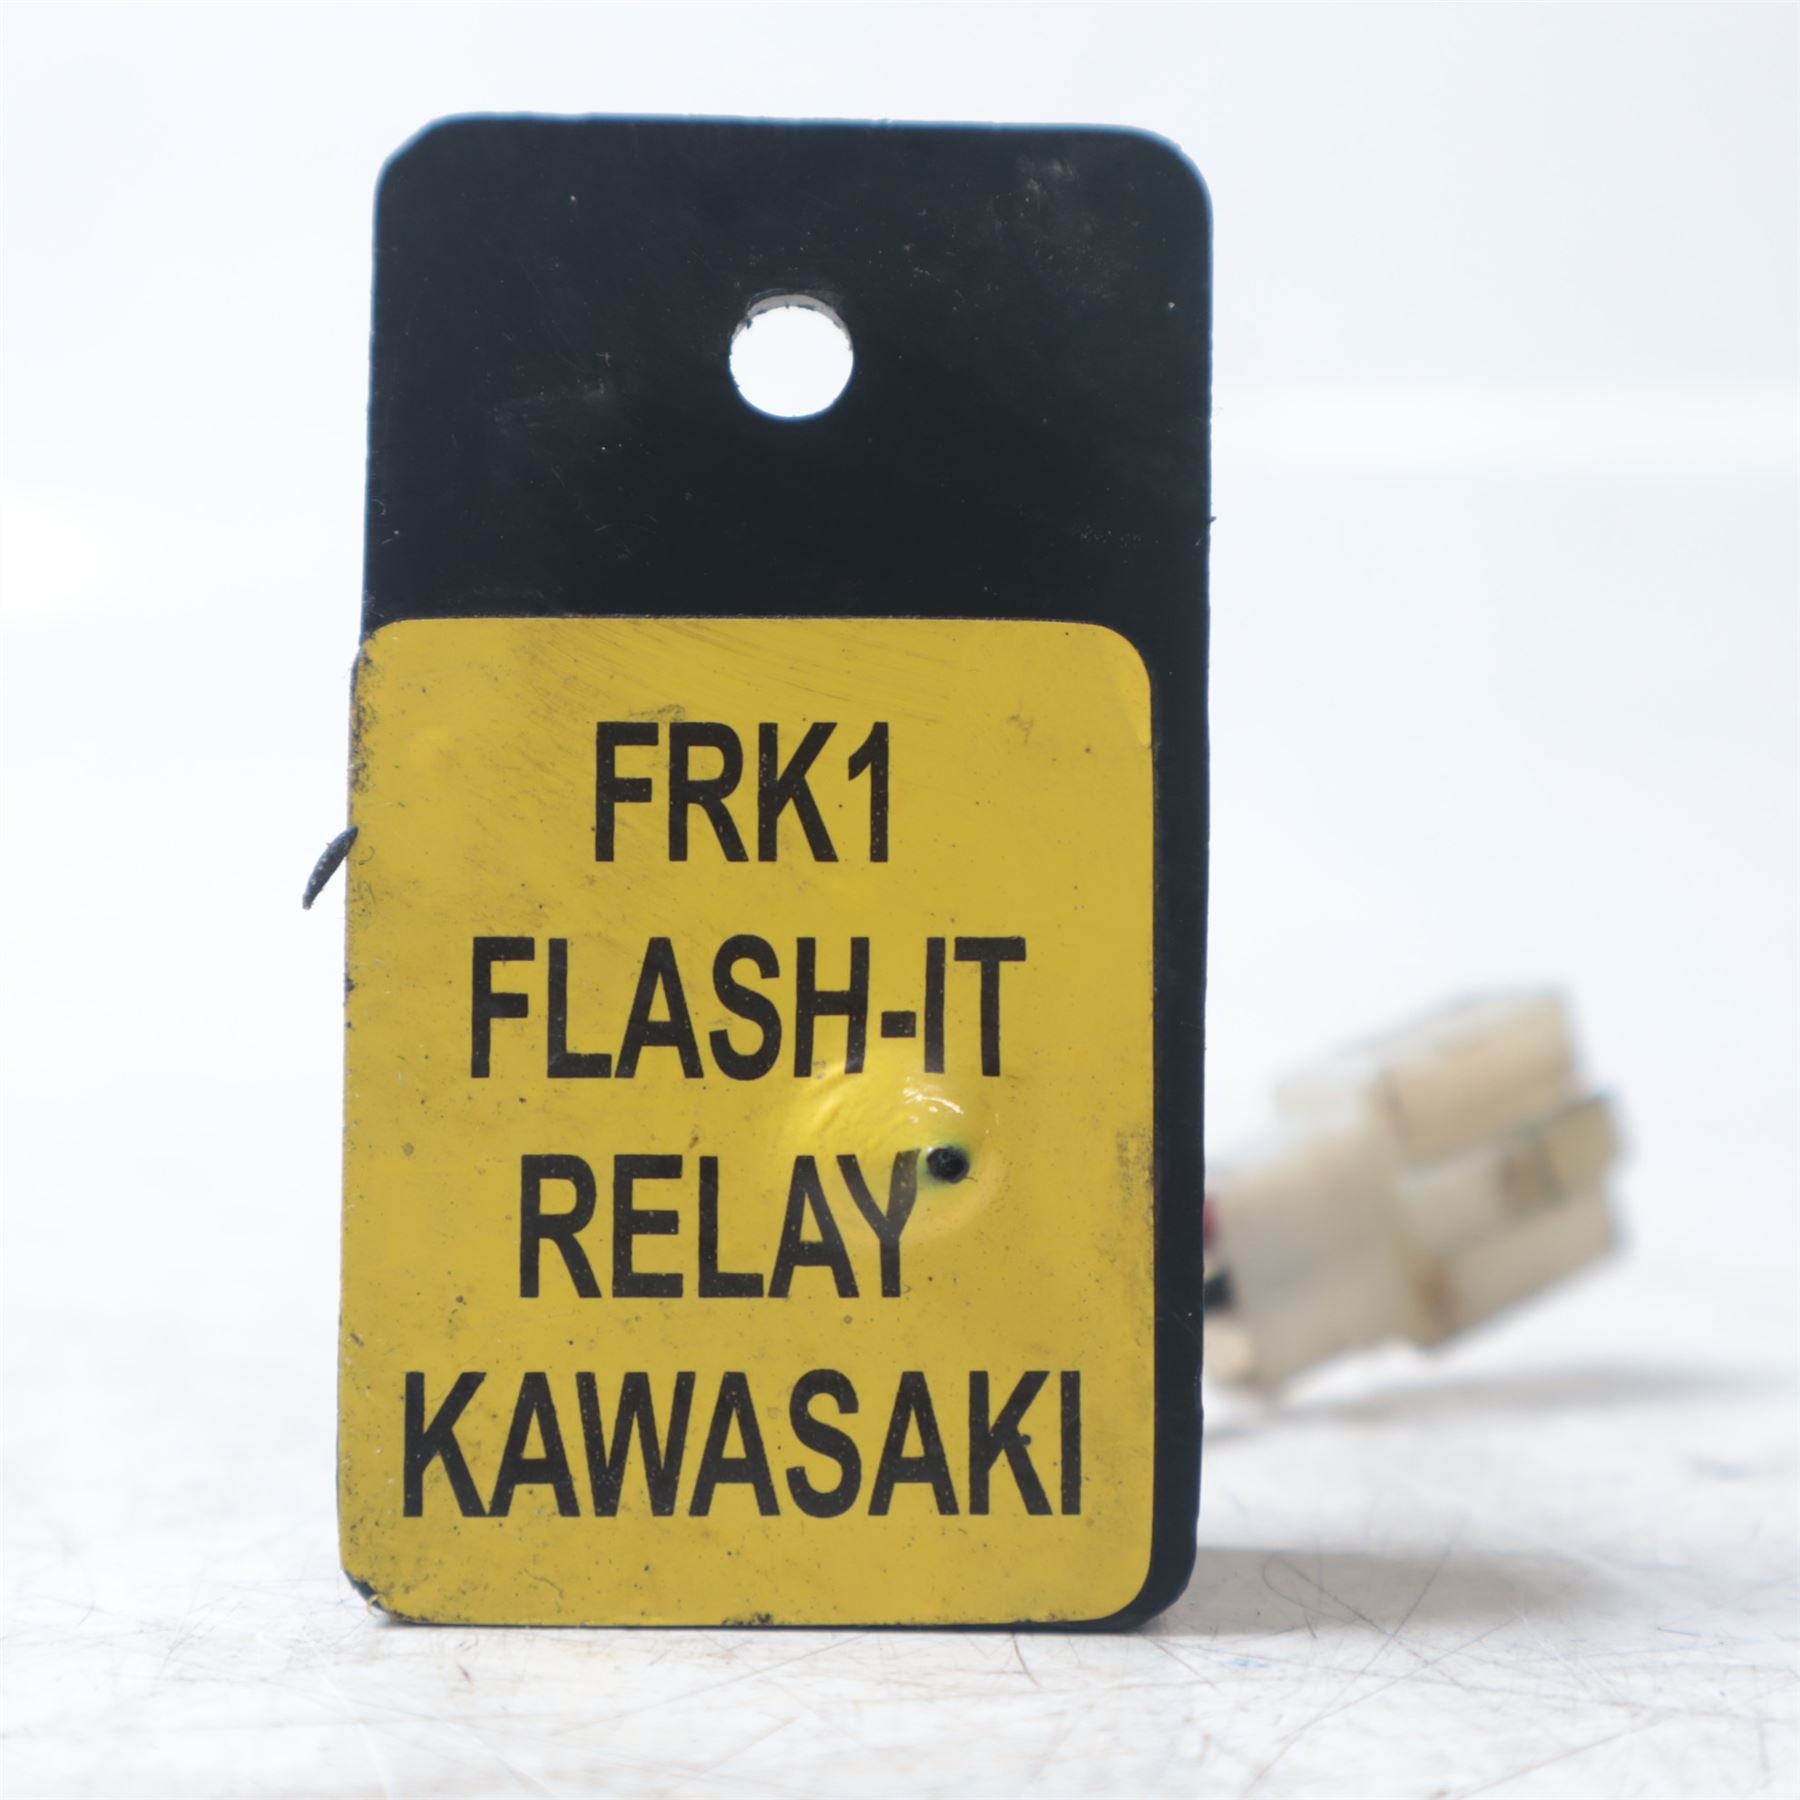 FRK1
FLASH-IT
RELAY
KAWASAKI